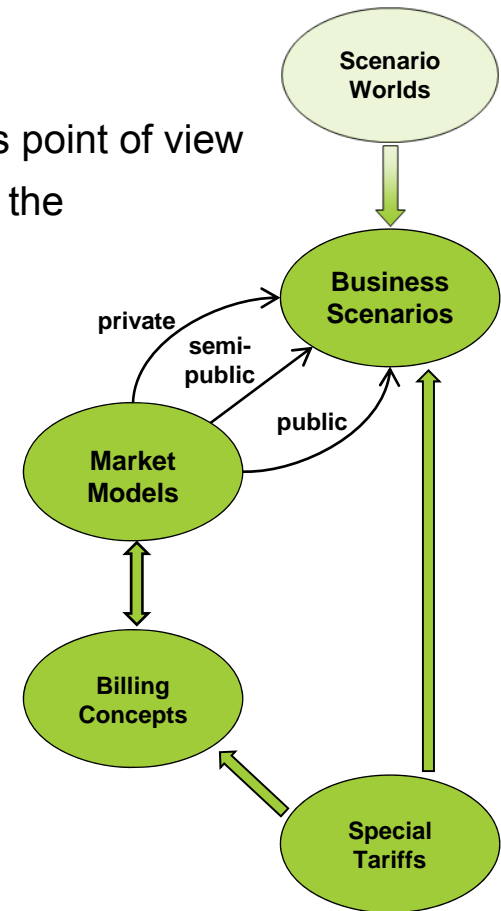 Scenario
Worlds
s point of view
the
Business
Scenarios
private
semi-
public
public
Market
Models
Billing
Concepts
Special
Tariffs